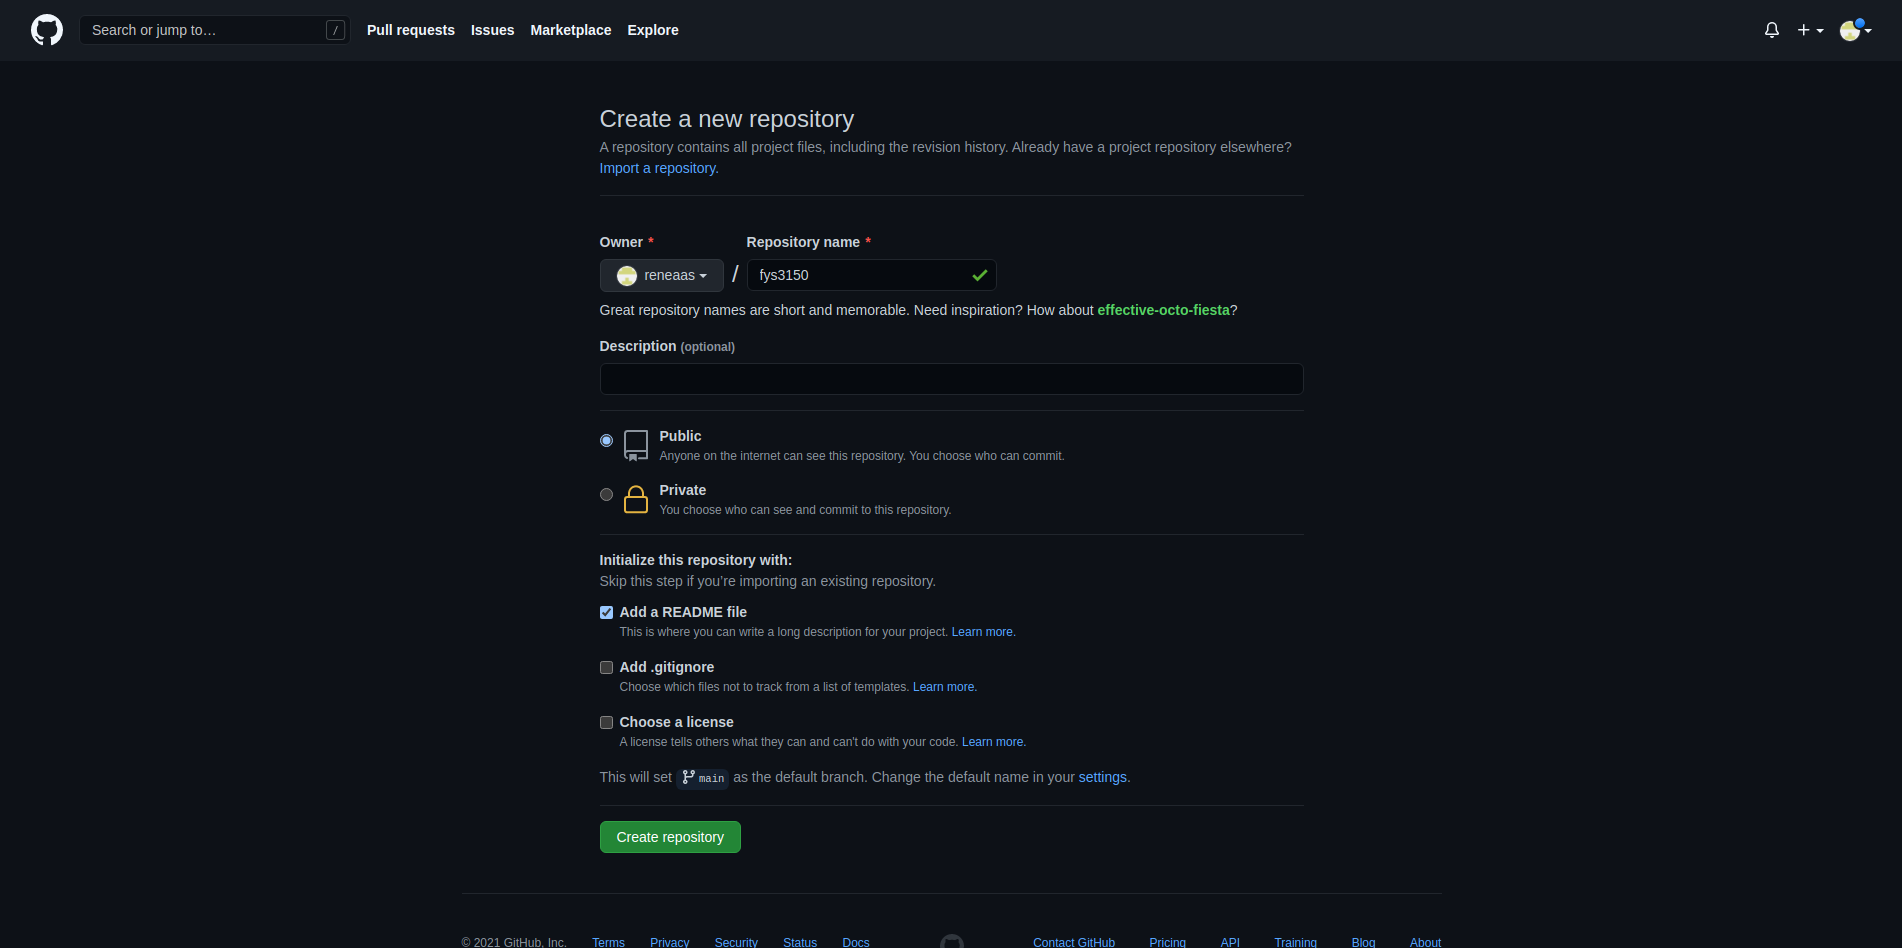 Search or jump to… /
Pull requests Issues Marketplace Explore
Create a new repository
A repository contains all project files, including the revision history. Already have a project repository elsewhere?
Import a repository.
Owner * Repository name *
reneaas / fys3150
Great repository names are short and memorable. Need inspiration? How about effective-octo-fiesta?
Description (optional)
Public
Anyone on the internet can see this repository. You choose who can commit.
Private
You choose who can see and commit to this repository.
Initialize this repository with:
Skip this step if you’re importing an existing repository.
Add a README file
This is where you can write a long description for your project. Learn more.
Add .gitignore
Choose which files not to track from a list of templates. Learn more.
Choose a license
A license tells others what they can and can't do with your code. Learn more.
This will set main as the default branch. Change the default name in your settings.
Create repository
© 2021 GitHub, Inc. Terms Privacy Security Status Docs Contact GitHub Pricing API Training Blog About